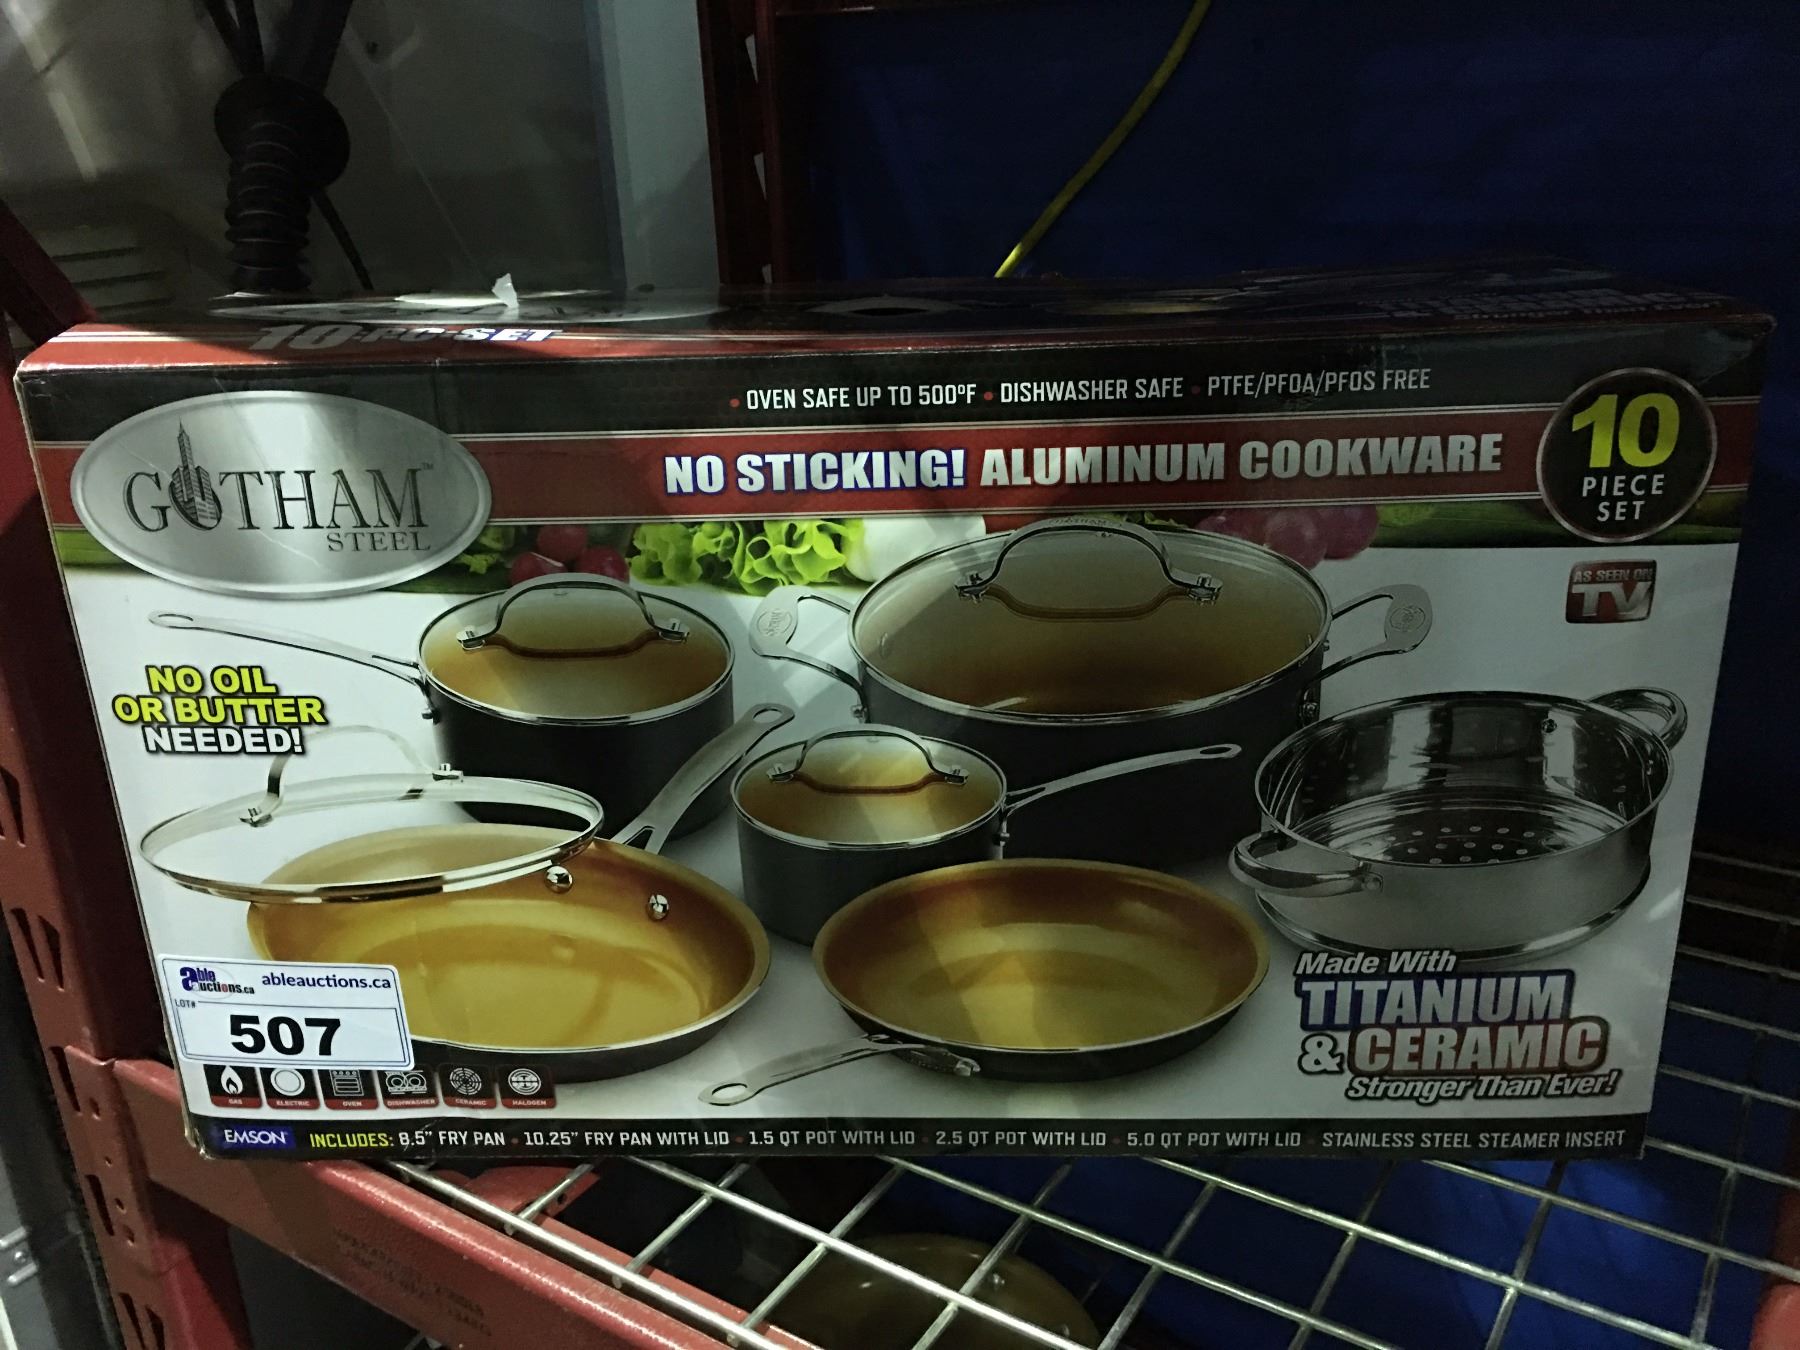 10 PC SET
OVEN SAFE UP TO 500°F • DISHWASHER SAFE • PTFE/PFOA/PFOS FREE
GOTHAM™
STEEL
NO STICKING! ALUMINUM COOKWARE
10
PIECE
SET
AS SEEN ON
TV
NO OIL
OR BUTTER
NEEDED!
Made With
TITANIUM
& CERAMIC
Stronger Than Ever!
able auctions.ca
ableauctions.ca
LOT#
507
GAS ELECTRIC OVEN DISHWASHER CERAMIC HALOGEN
EMSON INCLUDES: 8.5" FRY PAN • 10.25" FRY PAN WITH LID • 1.5 QT POT WITH LID • 2.5 QT POT WITH LID • 5.0 QT POT WITH LID • STAINLESS STEEL STEAMER INSERT